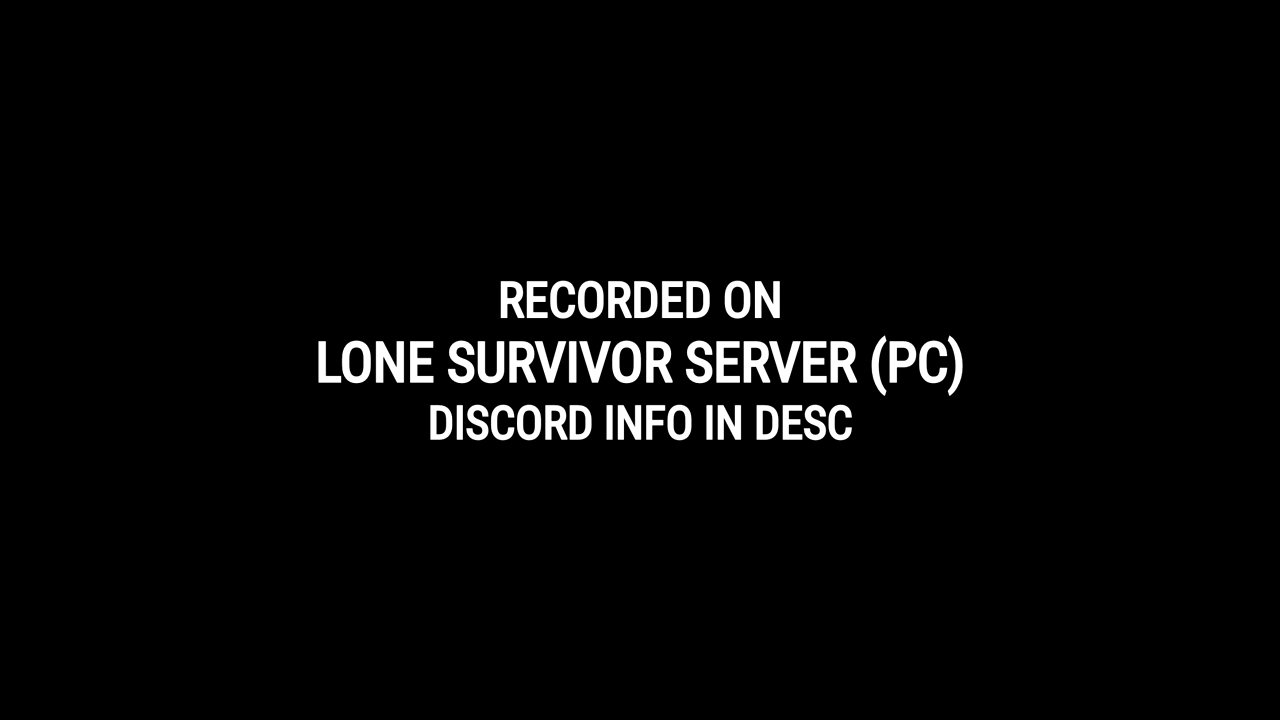 RECORDED ON
LONE SURVIVOR SERVER (PC)
DISCORD INFO IN DESC